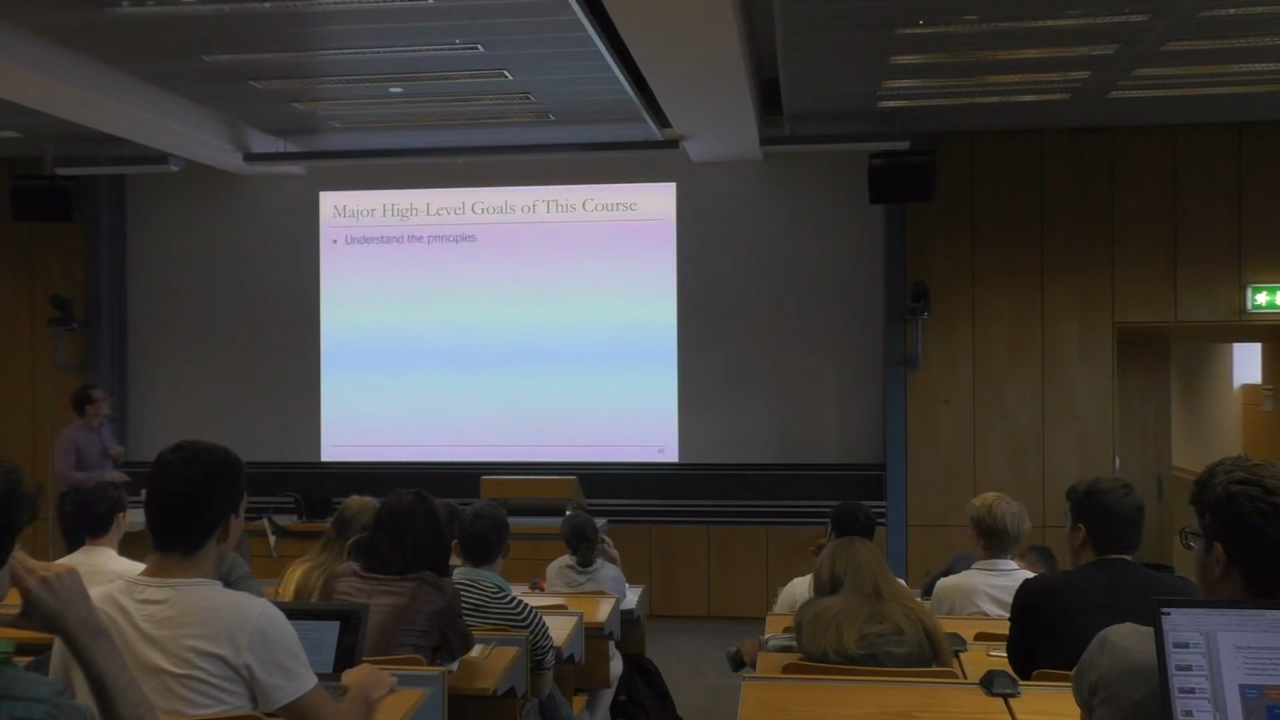 Major High-Level Goals of This Course
Understand the principles